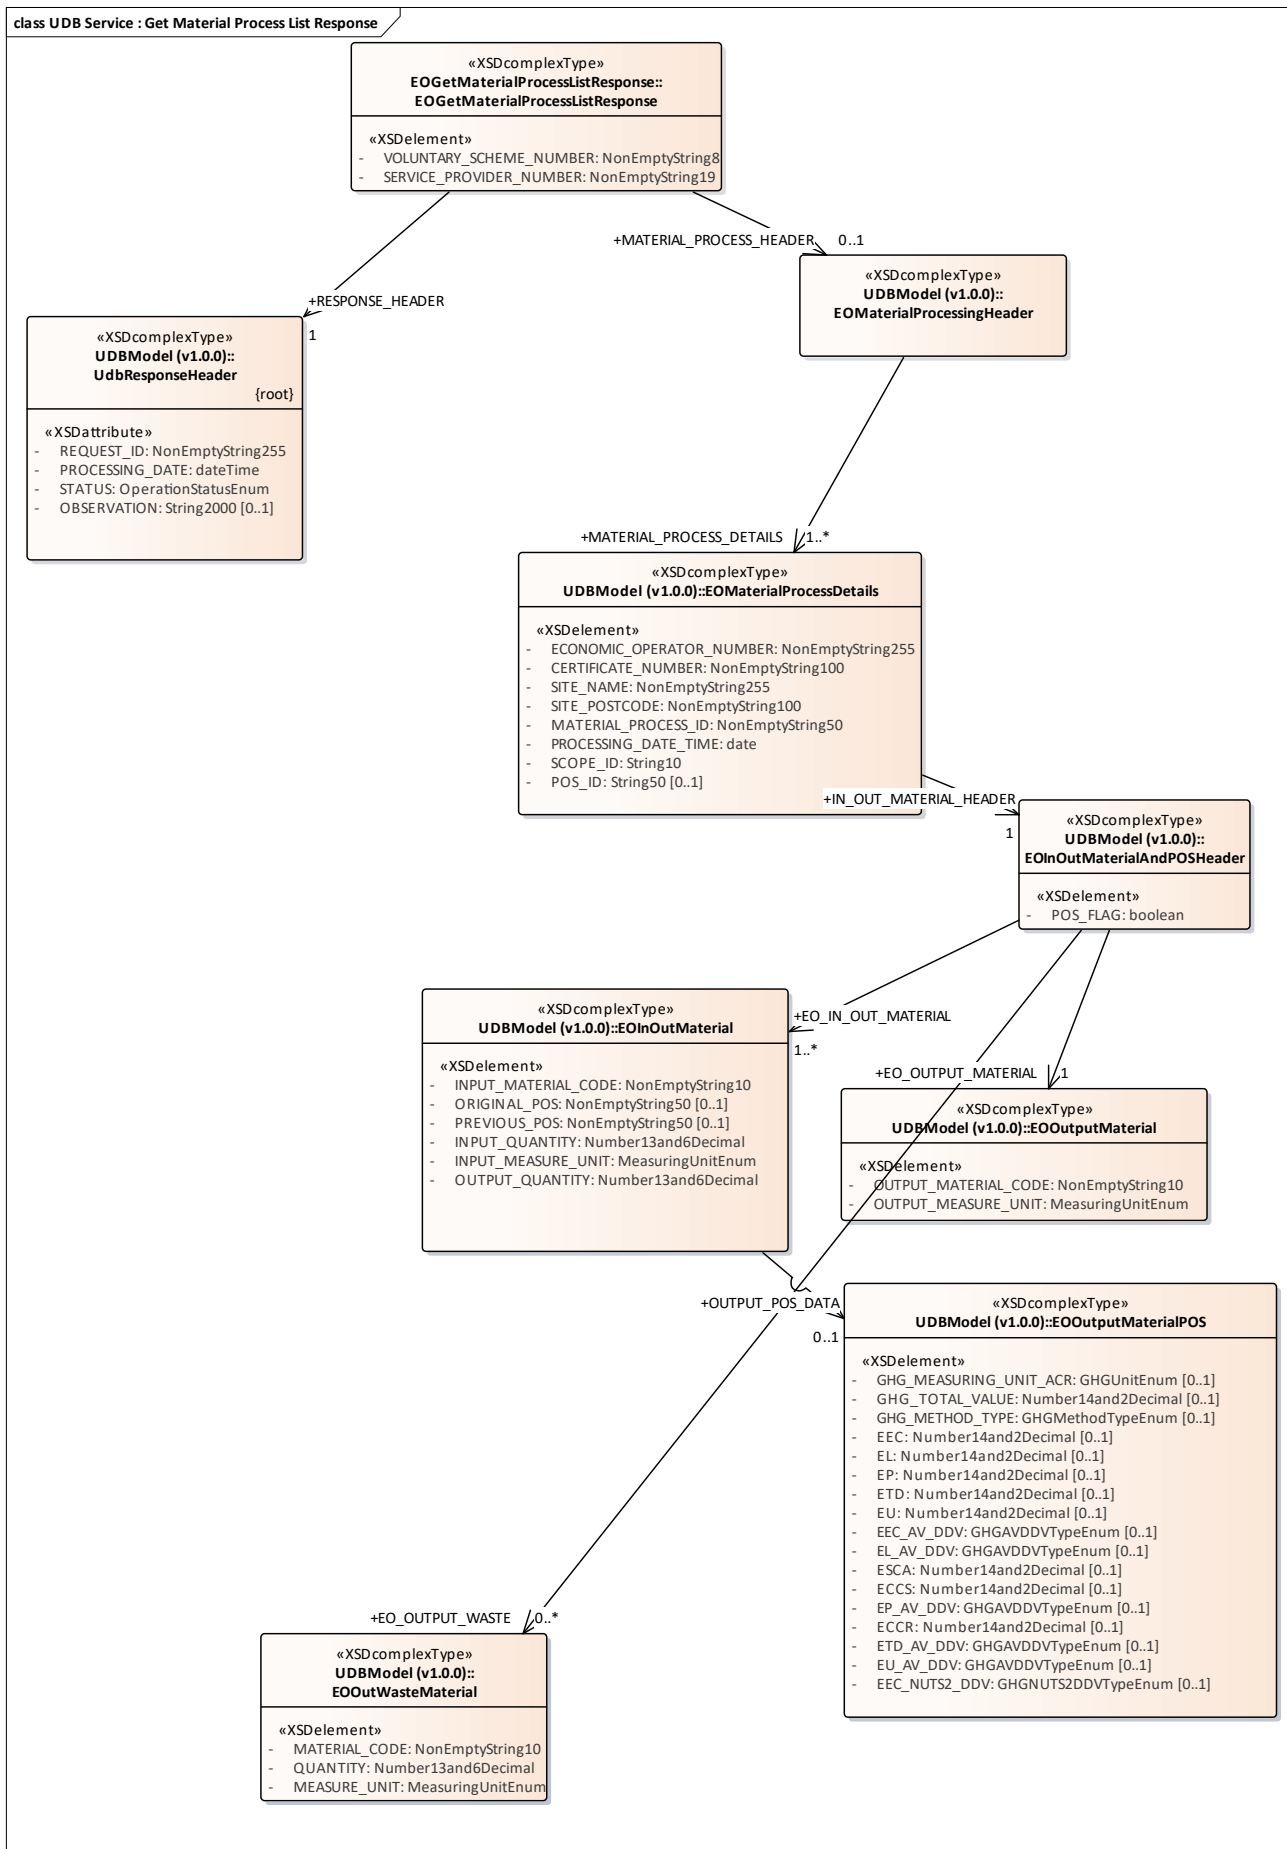 class UDB Service : Get Material Process List Response
«XSDcomplexType»
EOGetMaterialProcessListResponse::
EOGetMaterialProcessListResponse
«XSDelement»
- VOLUNTARY_SCHEME_NUMBER: NonEmptyString8
- SERVICE_PROVIDER_NUMBER: NonEmptyString19
+MATERIAL_PROCESS_HEADER 0..1
«XSDcomplexType»
UDBModel (v1.0.0)::
EOMaterialProcessingHeader
+RESPONSE_HEADER
1
«XSDcomplexType»
UDBModel (v1.0.0)::
UdbResponseHeader
{root}
«XSDattribute»
- REQUEST_ID: NonEmptyString255
- PROCESSING_DATE: dateTime
- STATUS: OperationStatusEnum
- OBSERVATION: String2000 [0..1]
+MATERIAL_PROCESS_DETAILS 1..*
«XSDcomplexType»
UDBModel (v1.0.0)::EOMaterialProcessDetails
«XSDelement»
- ECONOMIC_OPERATOR_NUMBER: NonEmptyString255
- CERTIFICATE_NUMBER: NonEmptyString100
- SITE_NAME: NonEmptyString255
- SITE_POSTCODE: NonEmptyString100
- MATERIAL_PROCESS_ID: NonEmptyString50
- PROCESSING_DATE_TIME: date
- SCOPE_ID: String10
- POS_ID: String50 [0..1]
+IN_OUT_MATERIAL_HEADER
1
«XSDcomplexType»
UDBModel (v1.0.0)::
EOInOutMaterialAndPOSHeader
«XSDelement»
- POS_FLAG: boolean
+EO_IN_OUT_MATERIAL
1..*
«XSDcomplexType»
UDBModel (v1.0.0)::EOInOutMaterial
«XSDelement»
- INPUT_MATERIAL_CODE: NonEmptyString10
- ORIGINAL_POS: NonEmptyString50 [0..1]
- PREVIOUS_POS: NonEmptyString50 [0..1]
- INPUT_QUANTITY: Number13and6Decimal
- INPUT_MEASURE_UNIT: MeasuringUnitEnum
- OUTPUT_QUANTITY: Number13and6Decimal
+EO_OUTPUT_MATERIAL 1
«XSDcomplexType»
UDBModel (v1.0.0)::EOOutputMaterial
«XSDelement»
- OUTPUT_MATERIAL_CODE: NonEmptyString10
- OUTPUT_MEASURE_UNIT: MeasuringUnitEnum
+OUTPUT_POS_DATA
0..1
«XSDcomplexType»
UDBModel (v1.0.0)::EOOutputMaterialPOS
«XSDelement»
- GHG_MEASURING_UNIT_ACR: GHGUnitEnum [0..1]
- GHG_TOTAL_VALUE: Number14and2Decimal [0..1]
- GHG_METHOD_TYPE: GHGMethodTypeEnum [0..1]
- EEC: Number14and2Decimal [0..1]
- EL: Number14and2Decimal [0..1]
- EP: Number14and2Decimal [0..1]
- ETD: Number14and2Decimal [0..1]
- EU: Number14and2Decimal [0..1]
- EEC_AV_DDV: GHGAVDDVTypeEnum [0..1]
- EL_AV_DDV: GHGAVDDVTypeEnum [0..1]
- ESCA: Number14and2Decimal [0..1]
- ECCS: Number14and2Decimal [0..1]
- EP_AV_DDV: GHGAVDDVTypeEnum [0..1]
- ECCR: Number14and2Decimal [0..1]
- ETD_AV_DDV: GHGAVDDVTypeEnum [0..1]
- EU_AV_DDV: GHGAVDDVTypeEnum [0..1]
- EEC_NUTS2_DDV: GHGNUTS2DDVTypeEnum [0..1]
+EO_OUTPUT_WASTE 0..*
«XSDcomplexType»
UDBModel (v1.0.0)::
EOOutWasteMaterial
«XSDelement»
- MATERIAL_CODE: NonEmptyString10
- QUANTITY: Number13and6Decimal
- MEASURE_UNIT: MeasuringUnitEnum